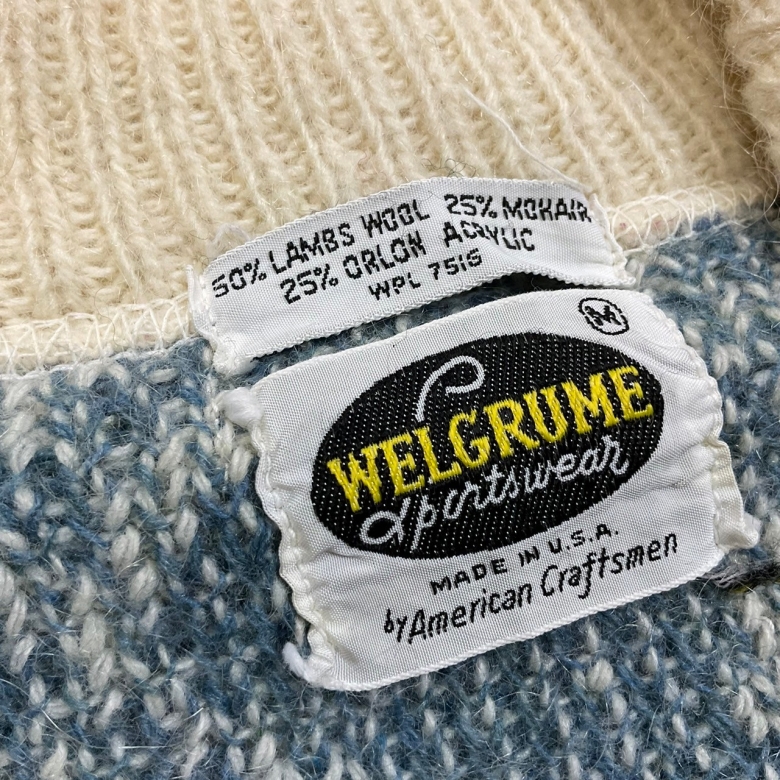 50% LAMBS WOOL 25% MOHAIR
25% ORLON ACRYLIC
WPL 7515
M
WELGRUME
Sportswear
MADE IN U.S.A.
by American Craftsmen